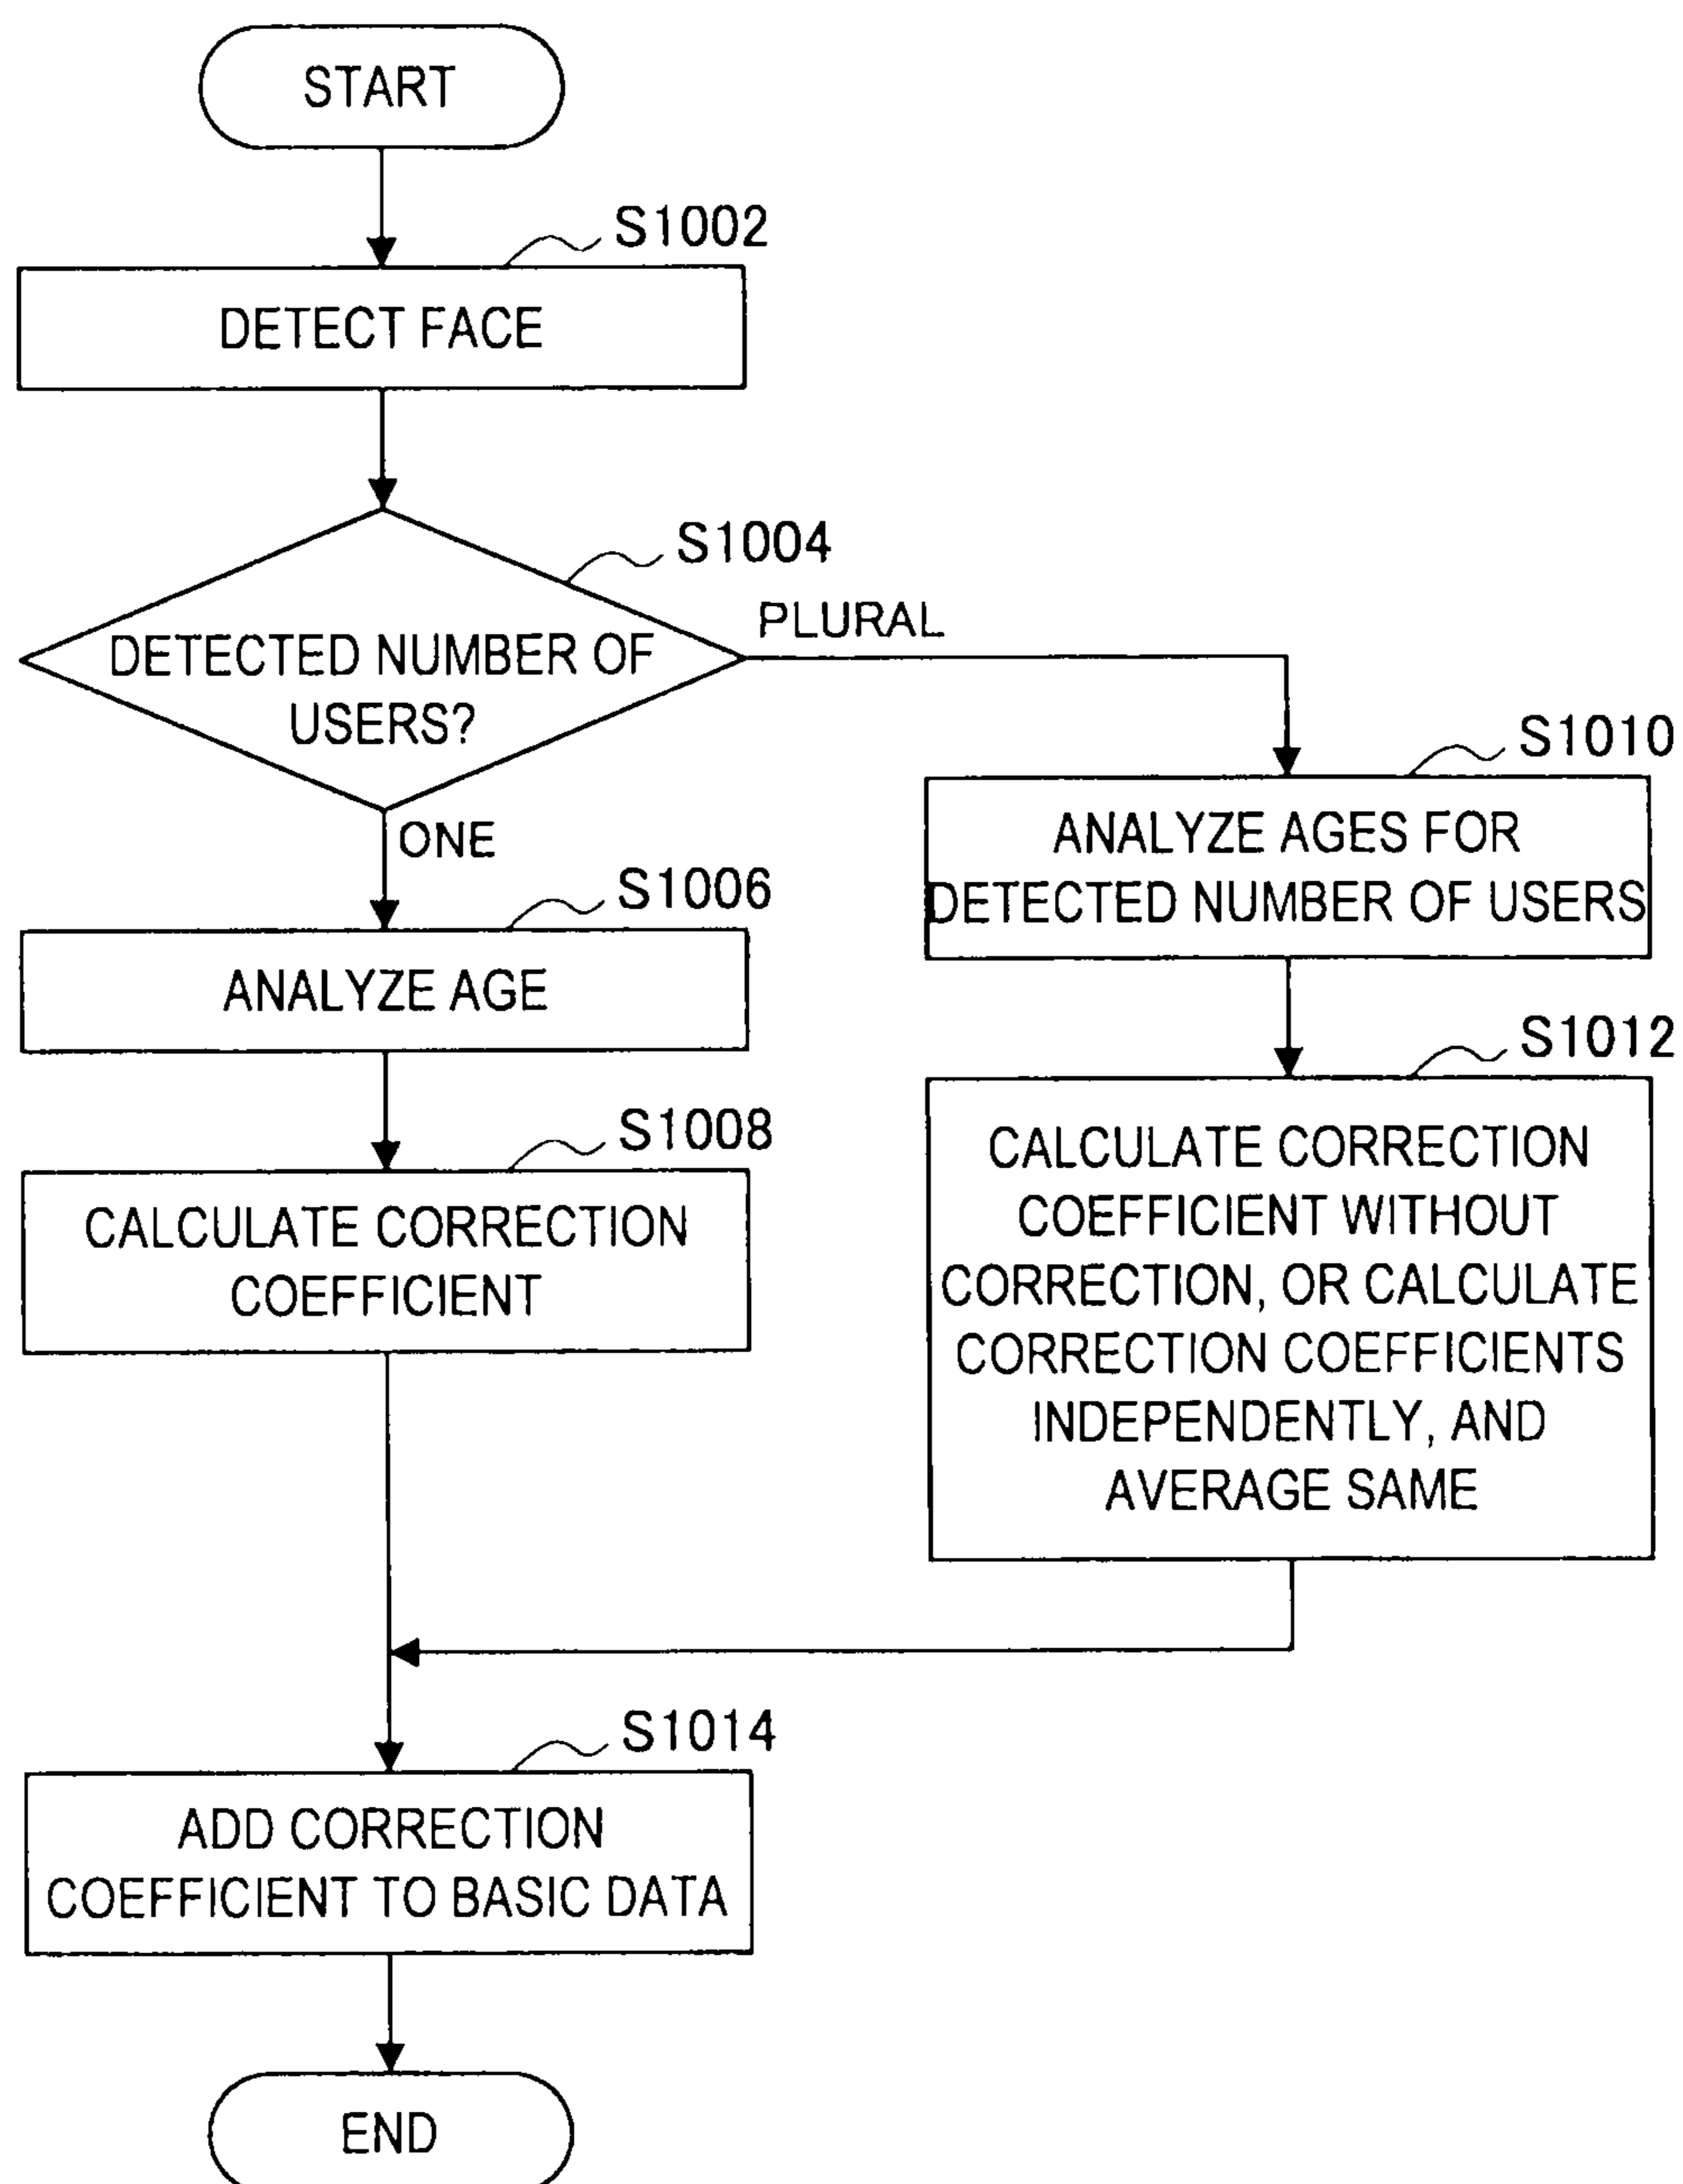 START
S1002
DETECT FACE
S1004
DETECTED NUMBER OF
USERS?
PLURAL
ONE
S1006
ANALYZE AGE
S1008
CALCULATE CORRECTION
COEFFICIENT
S1010
ANALYZE AGES FOR
DETECTED NUMBER OF USERS
S1012
CALCULATE CORRECTION
COEFFICIENT WITHOUT
CORRECTION, OR CALCULATE
CORRECTION COEFFICIENTS
INDEPENDENTLY, AND
AVERAGE SAME
S1014
ADD CORRECTION
COEFFICIENT TO BASIC DATA
END